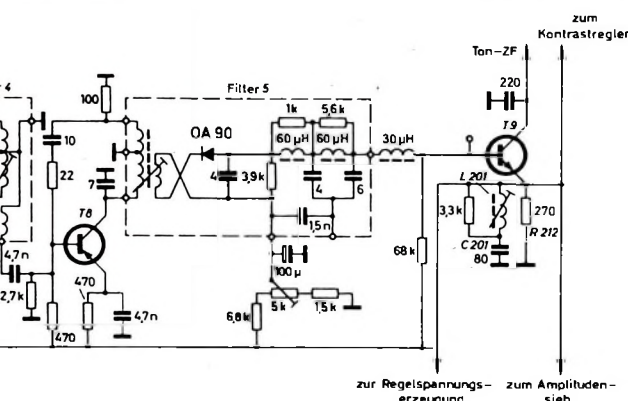 zum
Kontrastregler
Ton-ZF
4
Filter 5
220
100
1k
5,6k
T9
OA 90
60 µH
60 µH
30 µH
10
22
7
4
3,9k
4
6
L 201
T8
1,5n
3,3k
270
R 212
4,7n
68k
C 201
80
100 µ
2,7k
470
5k
1,5k
4,7n
6,8k
470
zur Regelspannungs-
erzeugung
zum Amplituden-
sieb